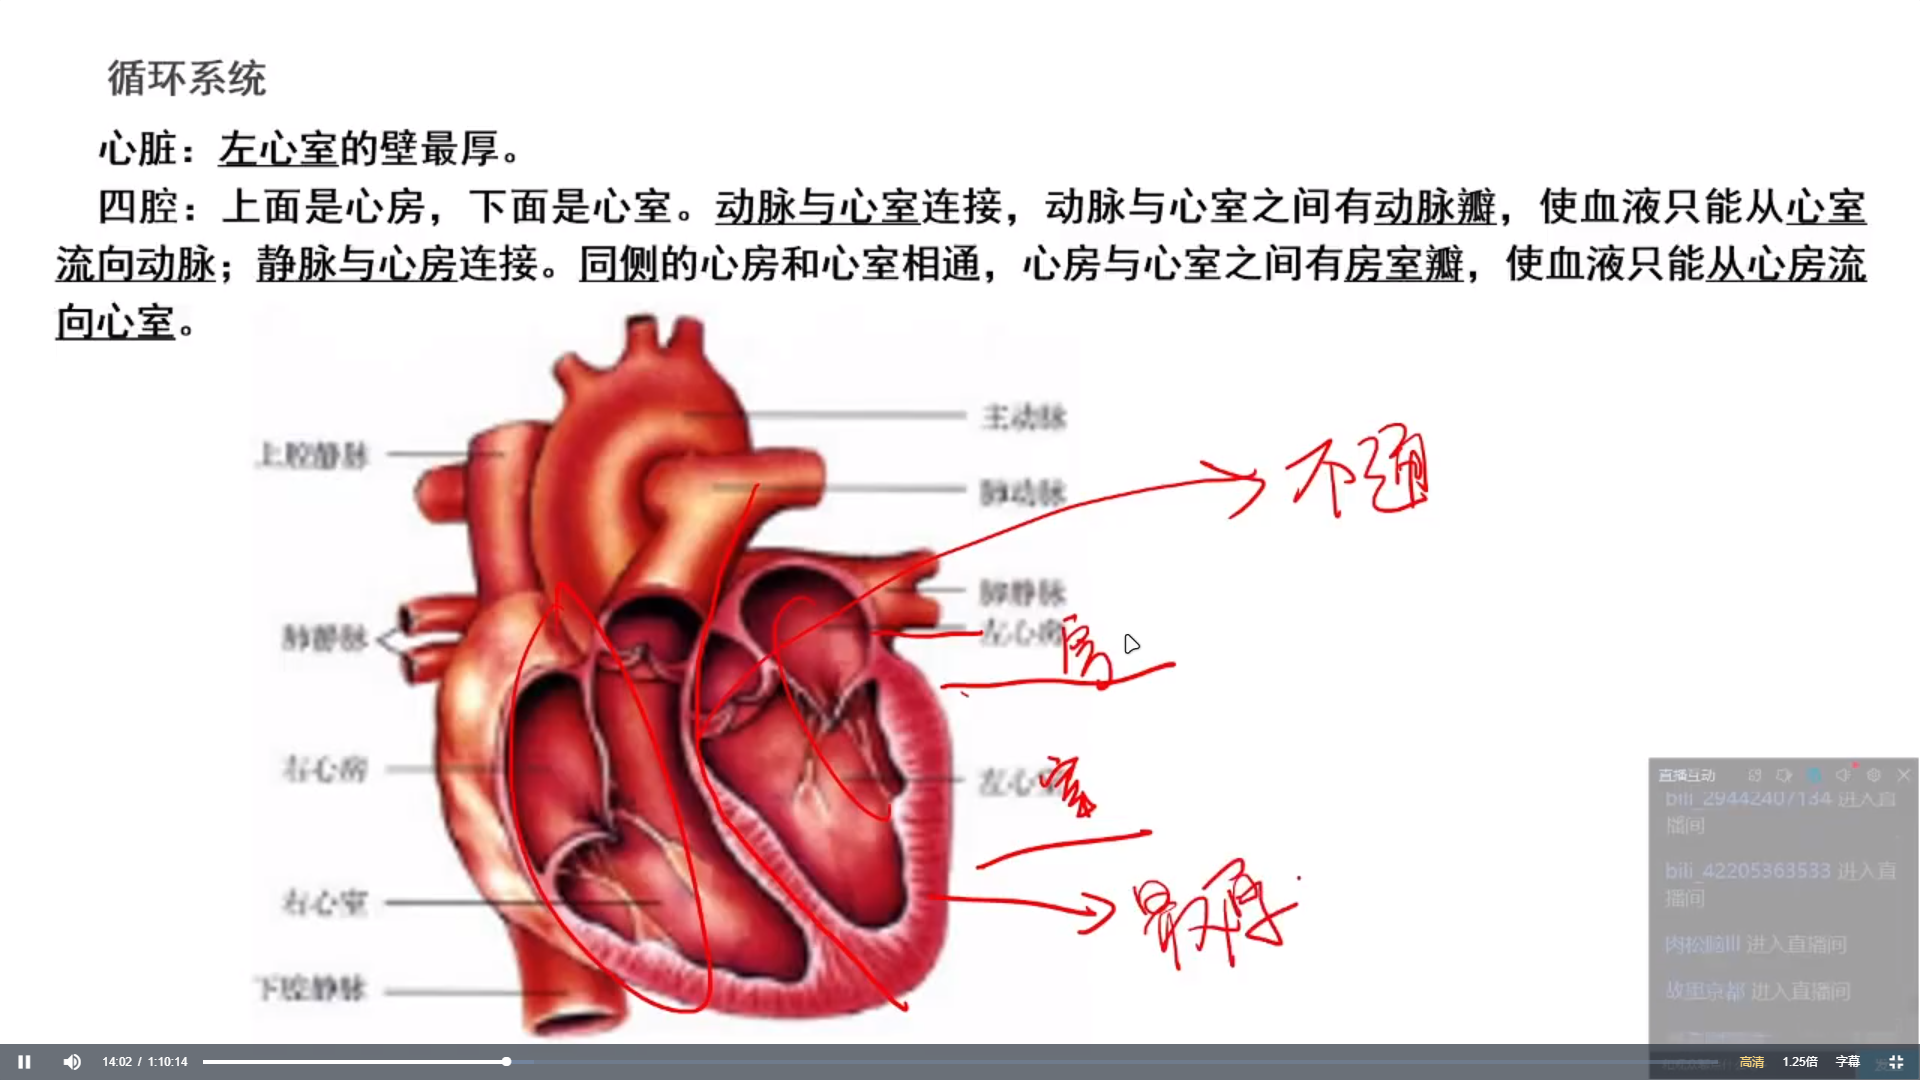 循环系统
心脏：左心室的壁最厚。
四腔：上面是心房，下面是心室。动脉与心室连接，动脉与心室之间有动脉瓣，使血液只能从心室
流向动脉；静脉与心房连接。同侧的心房和心室相通，心房与心室之间有房室瓣，使血液只能从心房流
向心室。
主动脉
上腔静脉
肺动脉
不通
肺静脉
左心房
房
肺静脉
右心房
左心室
室
右心室
最厚
下腔静脉
直播互动
bili_29442407134 进入直
播间
bili_42205363533 进入直
播间
肉松脑III 进入直播间
故里京都 进入直播间
14:02 / 1:10:14
高清
1.25倍
字幕